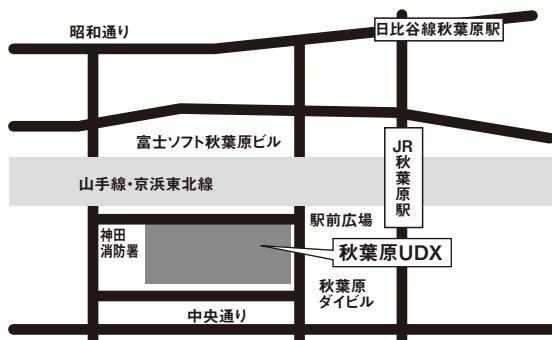 昭和通り
日比谷線秋葉原駅
富士ソフト秋葉原ビル
JR秋葉原駅
山手線・京浜東北線
駅前広場
神田
消防署
秋葉原UDX
秋葉原
ダイビル
中央通り